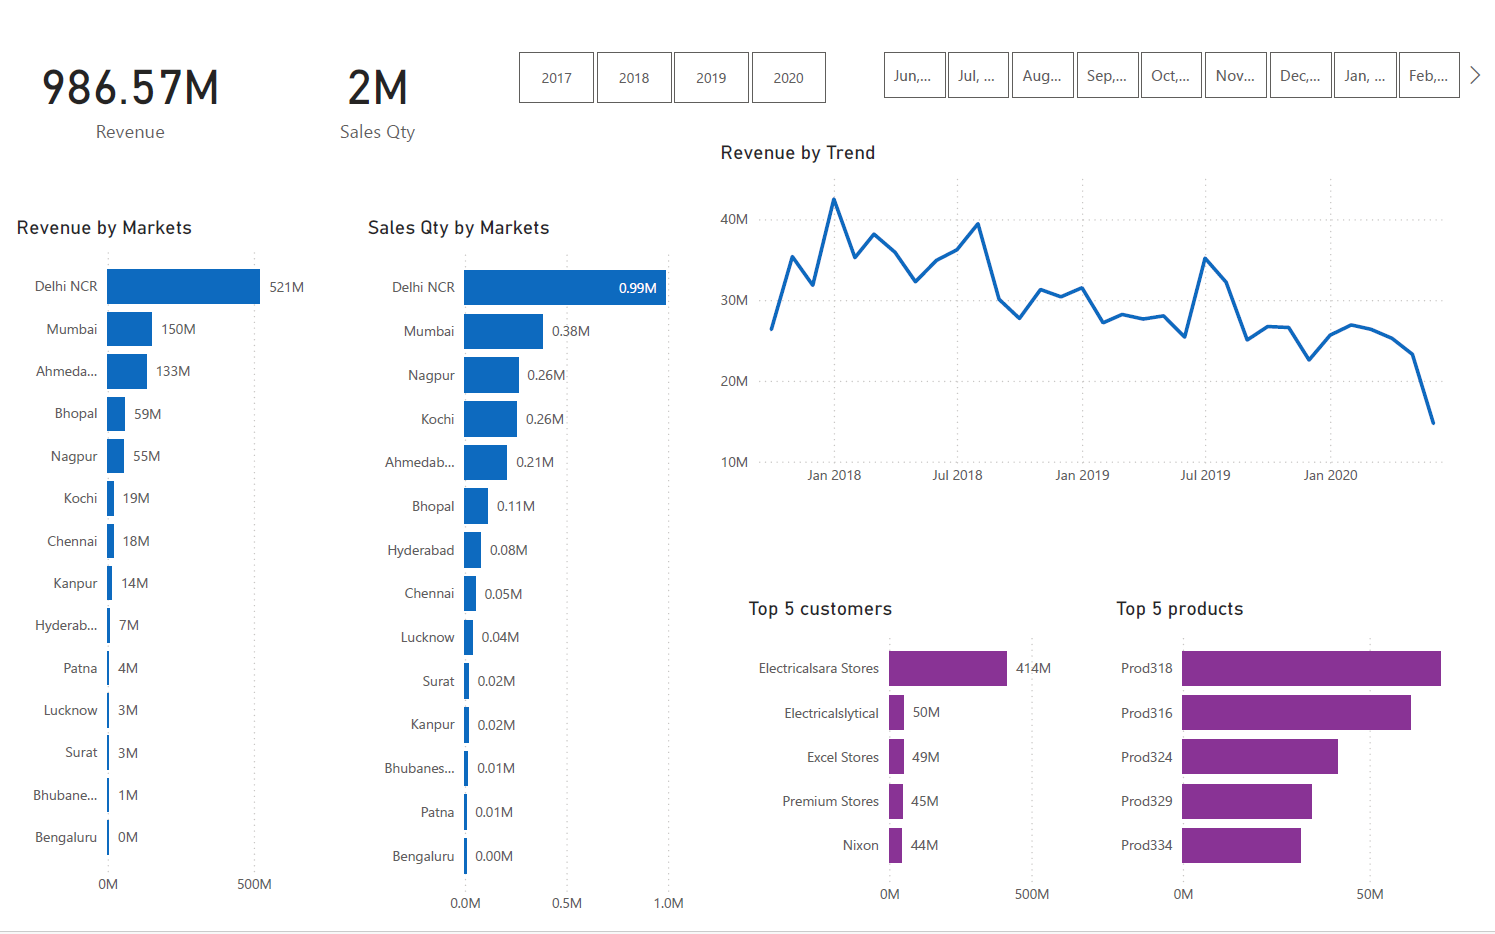 986.57M
Revenue
2M
Sales Qty
2017 2018 2019 2020
Jun,... Jul, ... Aug... Sep,... Oct,... Nov... Dec,... Jan, ... Feb,...
Revenue by Markets
Delhi NCR 521M
Mumbai 150M
Ahmeda... 133M
Bhopal 59M
Nagpur 55M
Kochi 19M
Chennai 18M
Kanpur 14M
Hyderab... 7M
Patna 4M
Lucknow 3M
Surat 3M
Bhubane... 1M
Bengaluru 0M
0M 500M
Sales Qty by Markets
Delhi NCR 0.99M
Mumbai 0.38M
Nagpur 0.26M
Kochi 0.26M
Ahmedab... 0.21M
Bhopal 0.11M
Hyderabad 0.08M
Chennai 0.05M
Lucknow 0.04M
Surat 0.02M
Kanpur 0.02M
Bhubanes... 0.01M
Patna 0.01M
Bengaluru 0.00M
0.0M 0.5M 1.0M
Revenue by Trend
40M
30M
20M
10M
Jan 2018 Jul 2018 Jan 2019 Jul 2019 Jan 2020
Top 5 customers
Electricalsara Stores 414M
Electricalslytical 50M
Excel Stores 49M
Premium Stores 45M
Nixon 44M
0M 500M
Top 5 products
Prod318
Prod316
Prod324
Prod329
Prod334
0M 50M